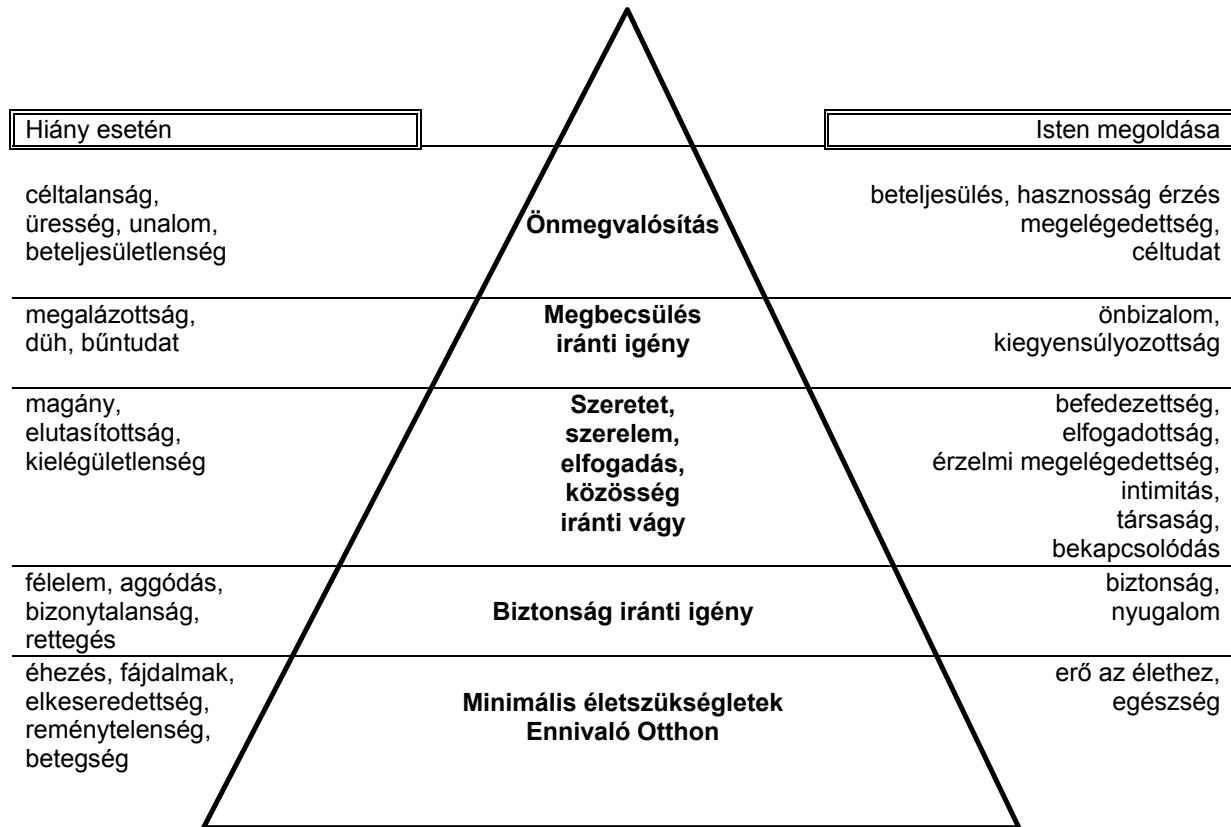 Hiány esetén
Isten megoldása
céltalanság,
üresség, unalom,
beteljesületlenség
Önmegvalósítás
beteljesülés, hasznosság érzés
megelégedettség,
céltudat
megalázottság,
düh, bűntudat
Megbecsülés
iránti igény
önbizalom,
kiegyensúlyozottság
magány,
elutasítottság,
kielégületlenség
Szeretet,
szerelem,
elfogadás,
közösség
iránti vágy
befedezettség,
elfogadottság,
érzelmi megelégedettség,
intimitás,
társaság,
bekapcsolódás
félelem, aggódás,
bizonytalanság,
rettegés
Biztonság iránti igény
biztonság,
nyugalom
éhezés, fájdalmak,
elkeseredettség,
reménytelenség,
betegség
Minimális életszükségletek
Ennivaló Otthon
erő az élethez,
egészség